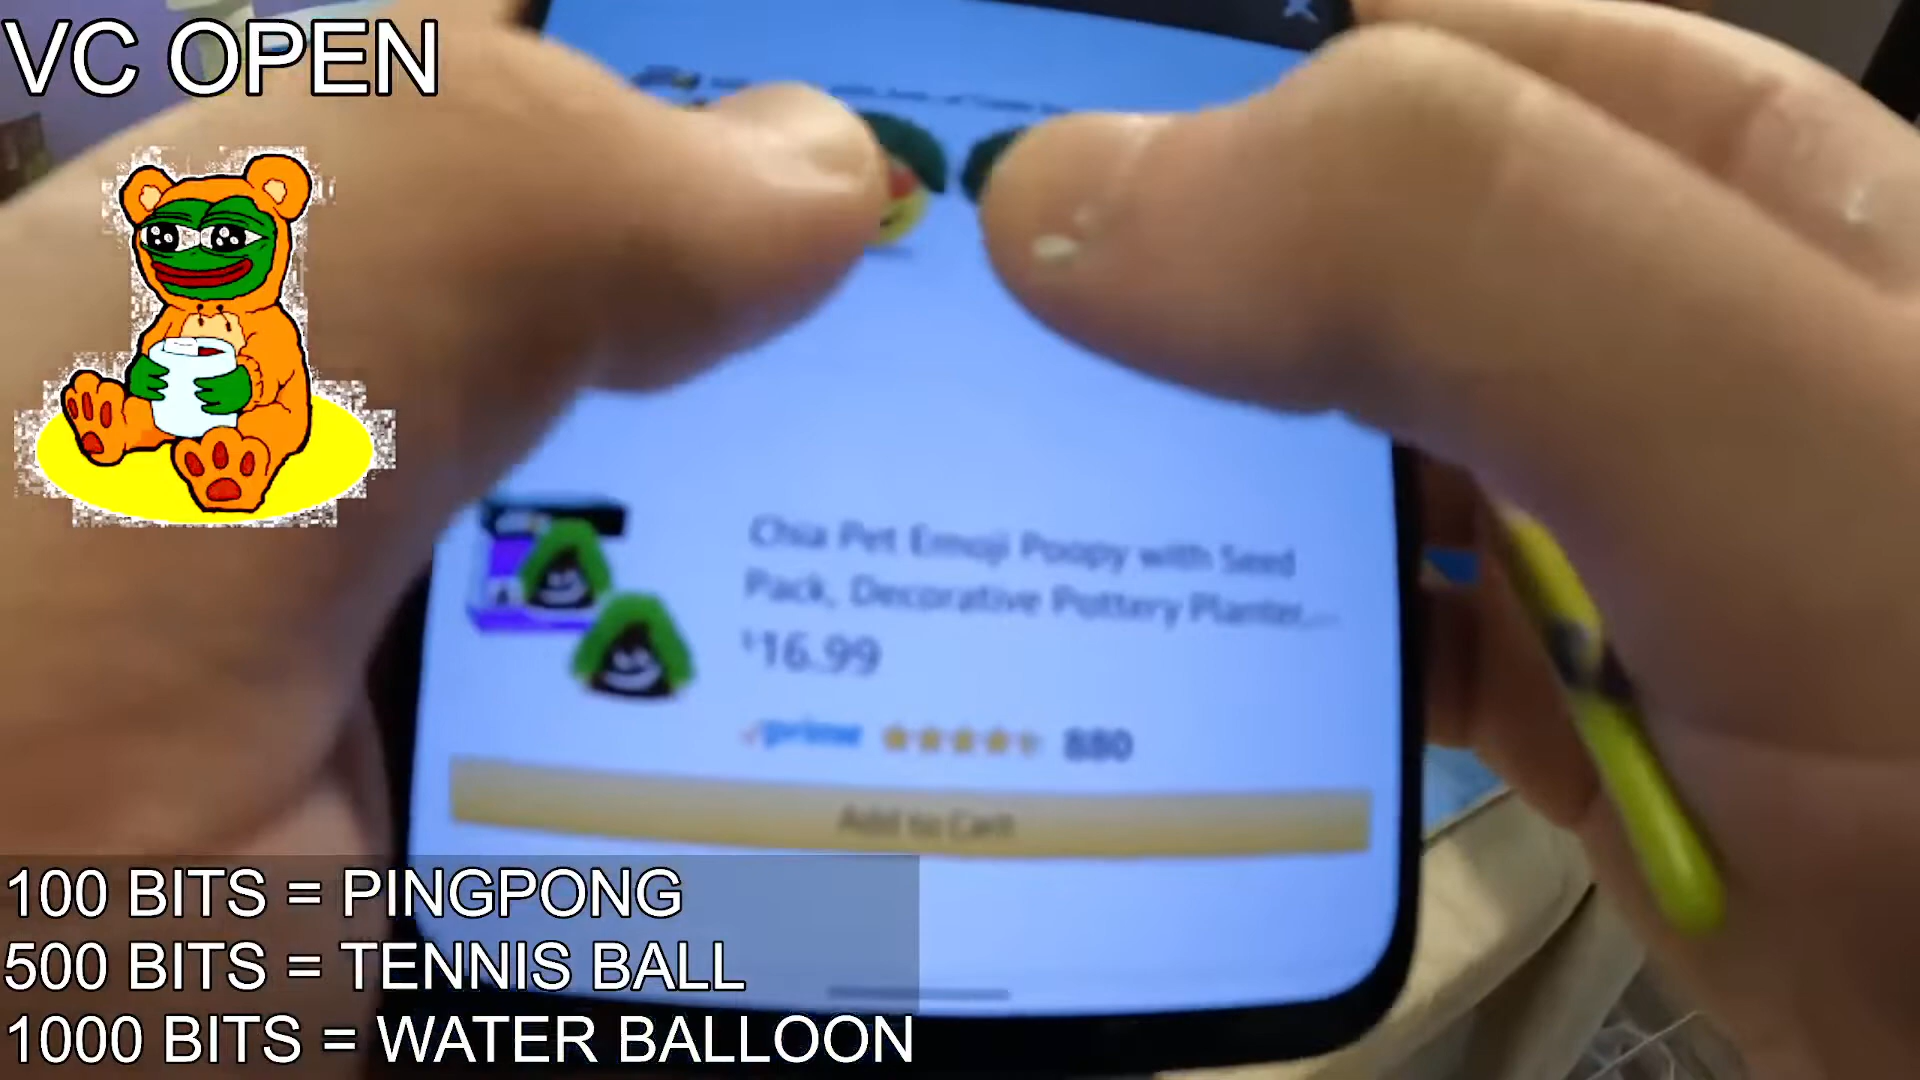 VC OPEN
Chia Pet Emoji Poopy with Seed
Pack, Decorative Pottery Planter,...
$16.99
prime 880
Add to Cart
100 BITS = PINGPONG
500 BITS = TENNIS BALL
1000 BITS = WATER BALLOON